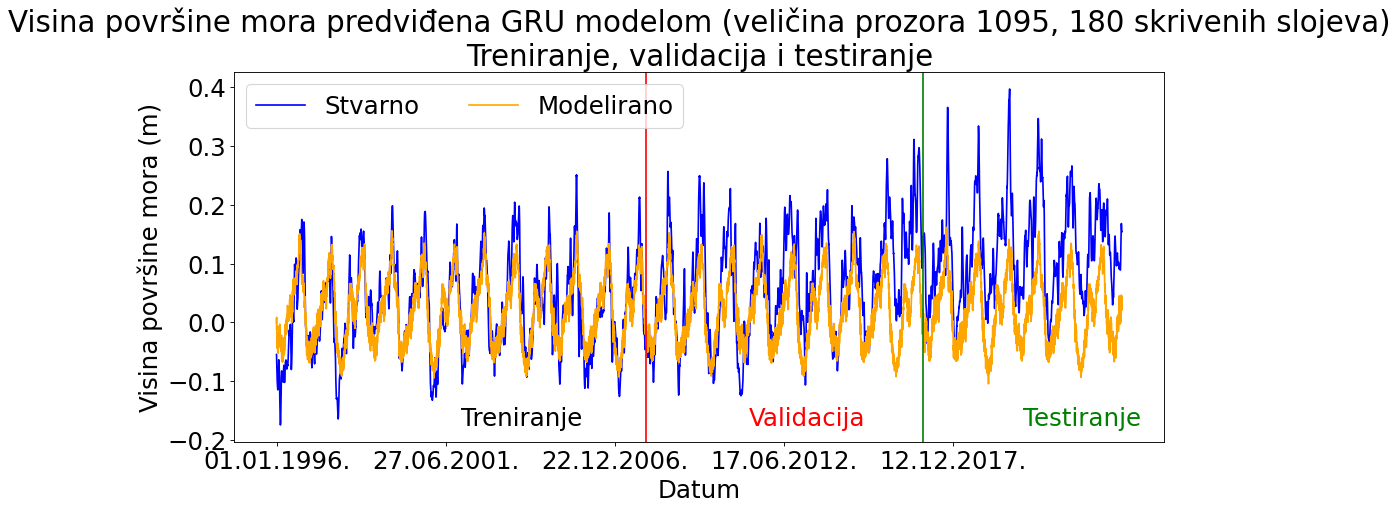 Visina površine mora predviđena GRU modelom (veličina prozora 1095, 180 skrivenih slojeva)
Treniranje, validacija i testiranje
Stvarno Modelirano
Visina površine mora (m)
0.4
0.3
0.2
0.1
0.0
−0.1
−0.2
Treniranje Validacija Testiranje
01.01.1996. 27.06.2001. 22.12.2006. 17.06.2012. 12.12.2017.
Datum